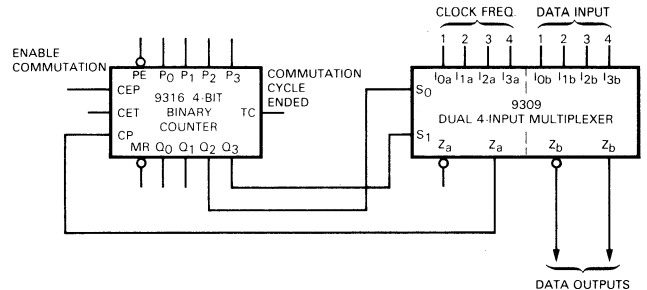 CLOCK FREQ. DATA INPUT
1 2 3 4 1 2 3 4
ENABLE
COMMUTATION
PE P0 P1 P2 P3
CEP
CET
CP
9316 4-BIT
BINARY
COUNTER
TC
MR Q0 Q1 Q2 Q3
COMMUTATION
CYCLE
ENDED
I0a I1a I2a I3a I0b I1b I2b I3b
S0
S1
9309
DUAL 4-INPUT MULTIPLEXER
Za Za Zb Zb
DATA OUTPUTS